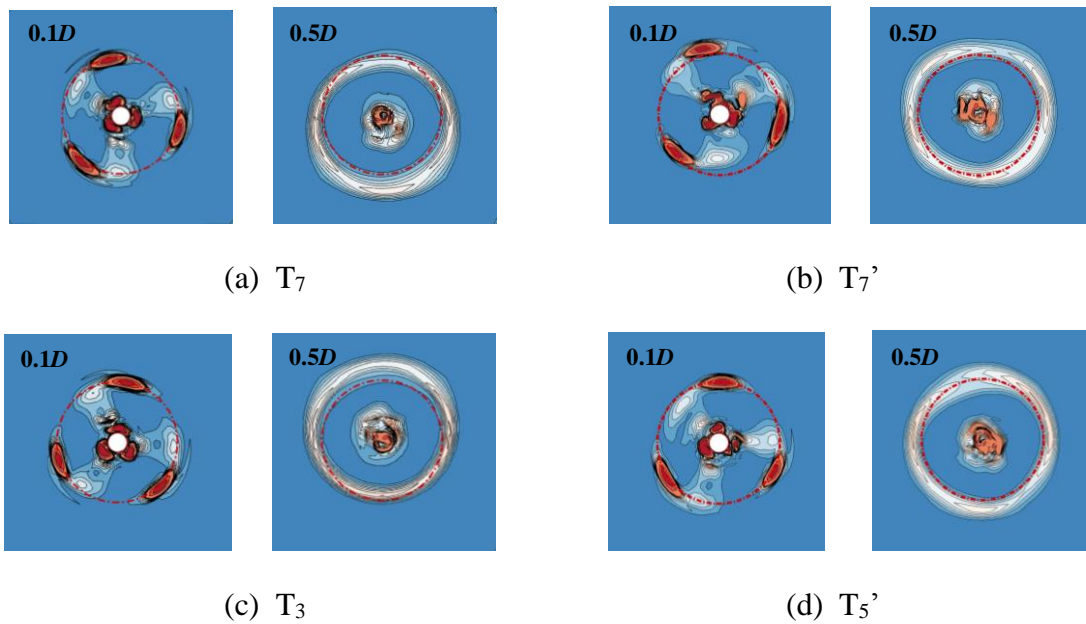 0.1D 0.5D 0.1D 0.5D
(a) T₇ (b) T₇’
0.1D 0.5D 0.1D 0.5D
(c) T₃ (d) T₅’